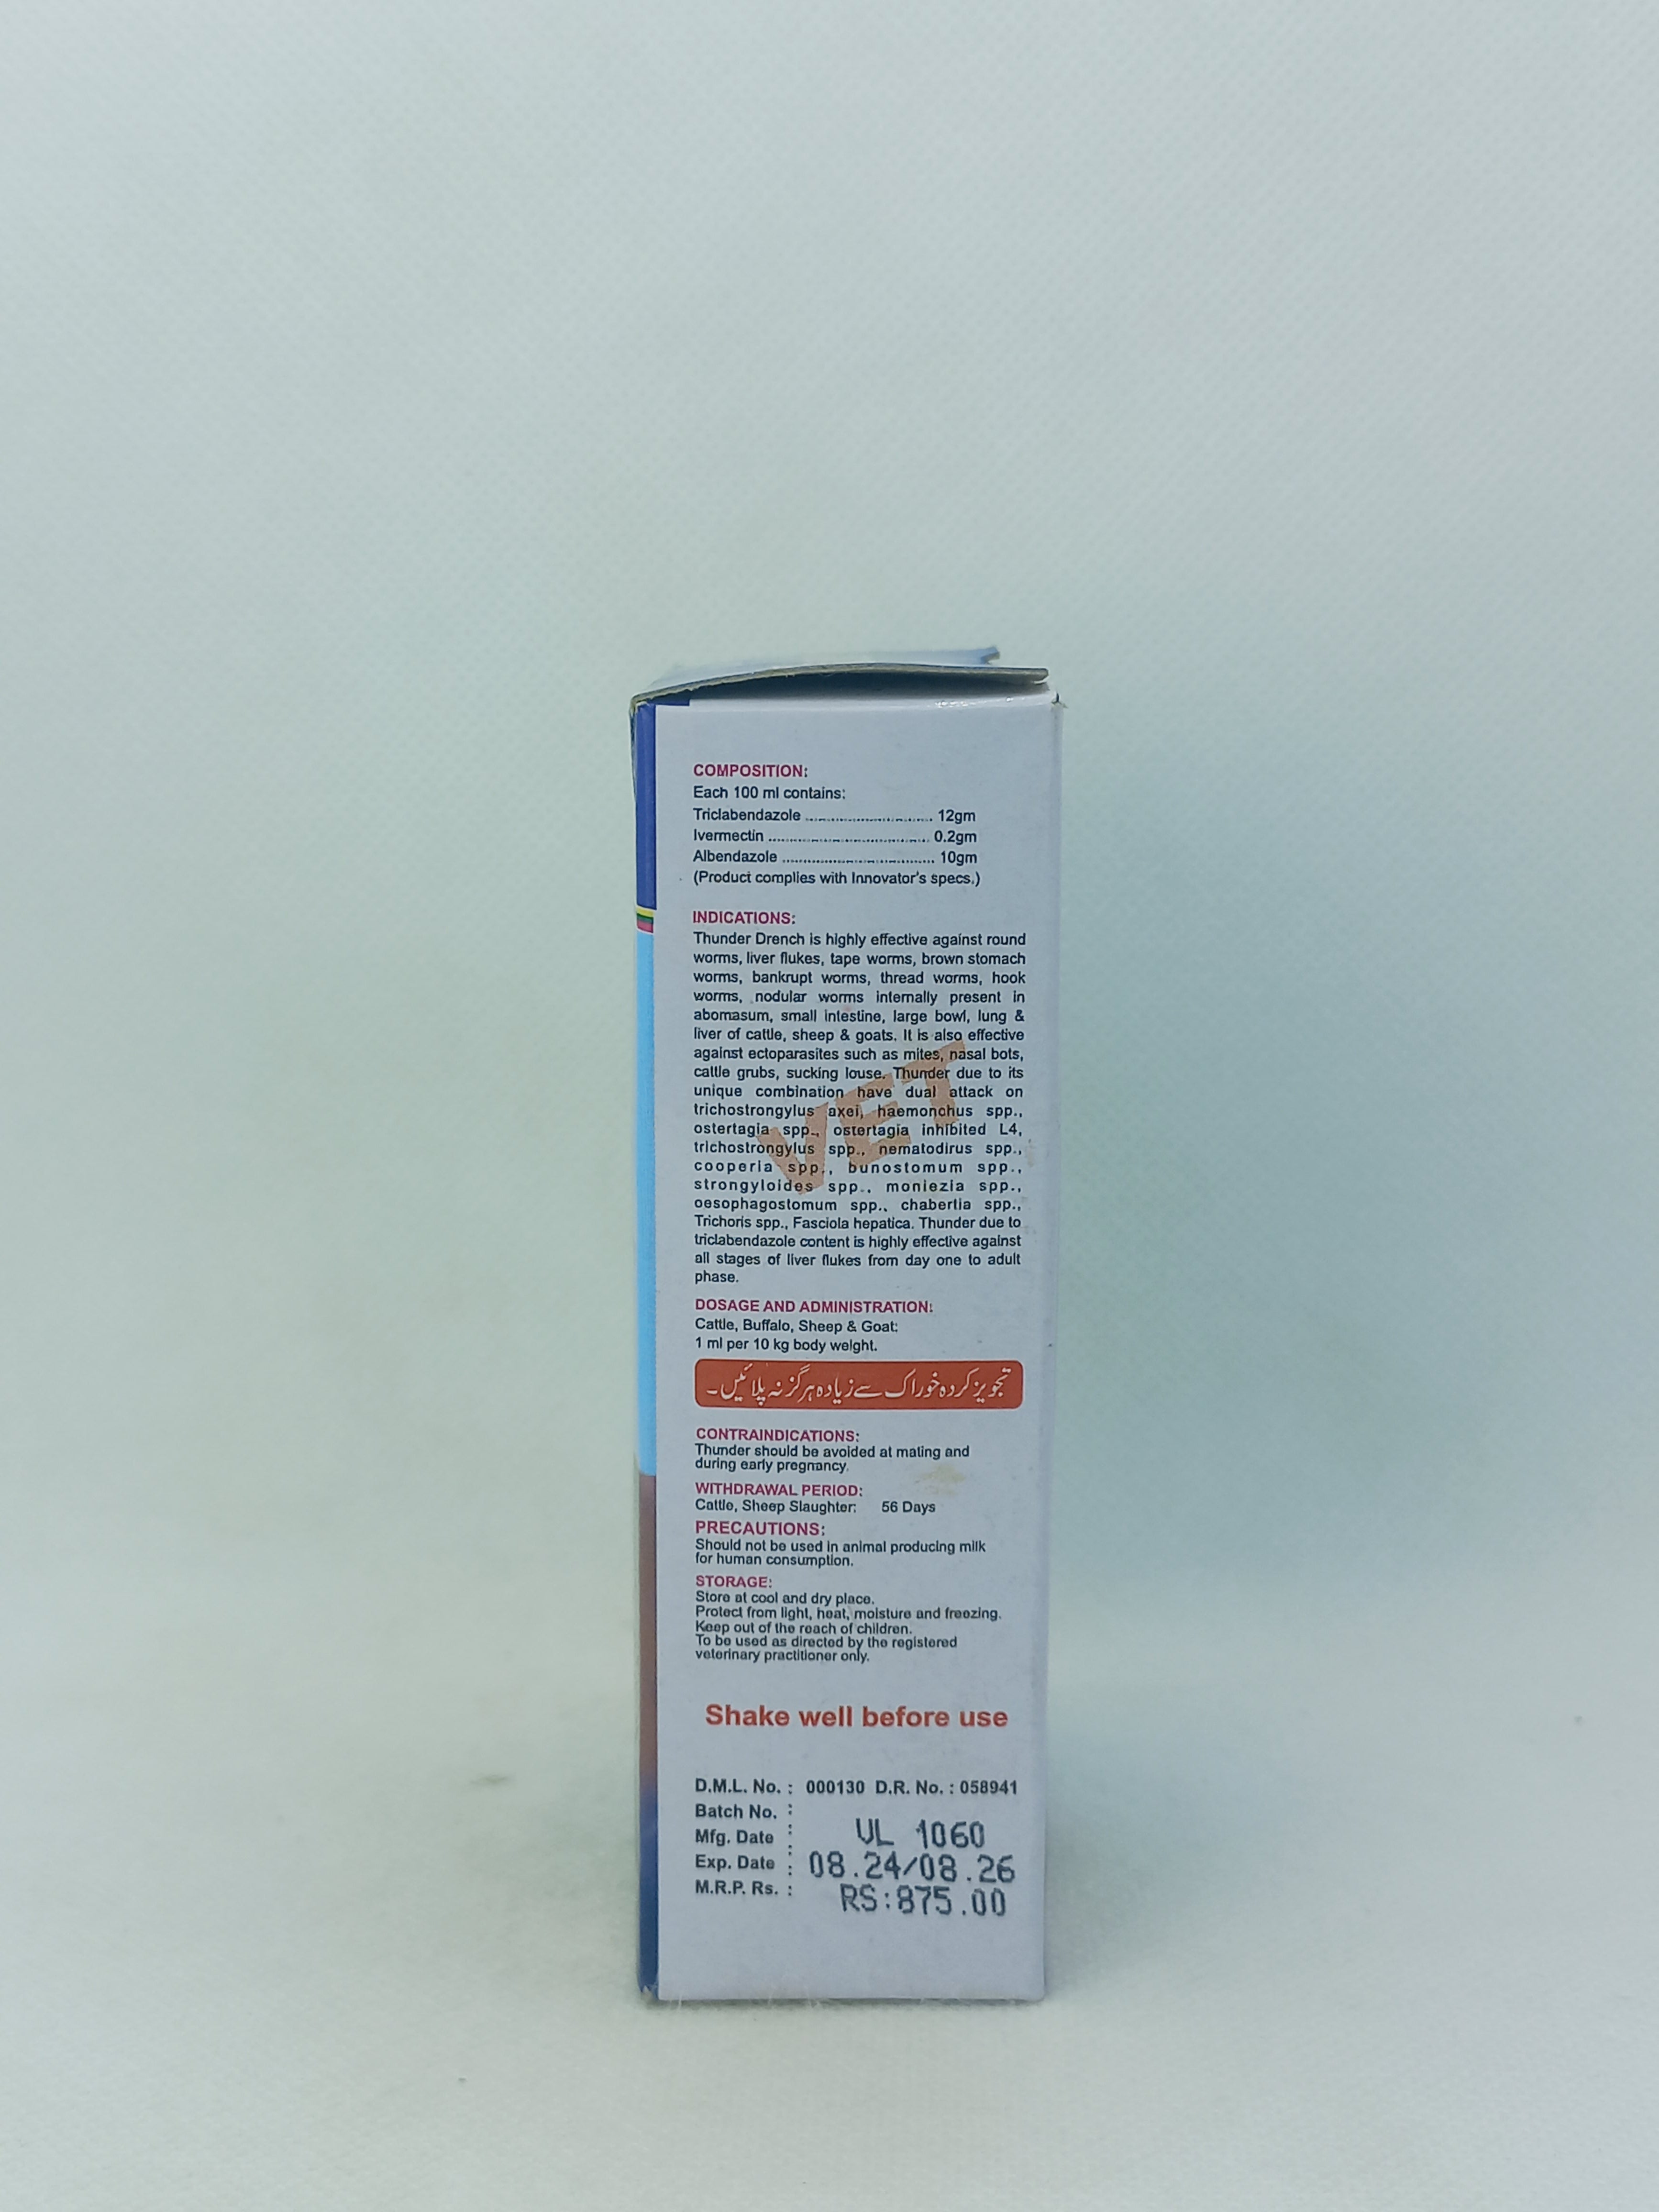 COMPOSITION:
Each 100 ml contains:
Triclabendazole ................................ 12gm
Ivermectin ........................................ 0.2gm
Albendazole ...................................... 10gm
(Product complies with Innovator's specs.)
INDICATIONS:
Thunder Drench is highly effective against round
worms, liver flukes, tape worms, brown stomach
worms, bankrupt worms, thread worms, hook
worms, nodular worms internally present in
abomasum, small intestine, large bowl, lung &
liver of cattle, sheep & goats. It is also effective
against ectoparasites such as mites, nasal bots,
cattle grubs, sucking louse. Thunder due to its
unique combination have dual attack on
trichostrongylus axei, haemonchus spp.,
ostertagia spp., ostertagia inhibited L4,
trichostrongylus spp., nematodirus spp.,
cooperia spp., bunostomum spp.,
strongyloides spp., moniezia spp.,
oesophagostomum spp., chabertia spp.,
Trichoris spp., Fasciola hepatica. Thunder due to
triclabendazole content is highly effective against
all stages of liver flukes from day one to adult
phase.
VET
DOSAGE AND ADMINISTRATION:
Cattle, Buffalo, Sheep & Goat:
1 ml per 10 kg body weight.
تجویز کردہ خوراک سے زیادہ ہرگز نہ پلائیں۔
CONTRAINDICATIONS:
Thunder should be avoided at mating and
during early pregnancy.
WITHDRAWAL PERIOD:
Cattle, Sheep Slaughter: 56 Days
PRECAUTIONS:
Should not be used in animal producing milk
for human consumption.
STORAGE:
Store at cool and dry place.
Protect from light, heat, moisture and freezing.
Keep out of the reach of children.
To be used as directed by the registered
veterinary practitioner only.
Shake well before use
D.M.L. No. : 000130 D.R. No. : 058941
Batch No. :
Mfg. Date : UL 1060
Exp. Date : 08.24/08.26
M.R.P. Rs. : RS:875.00